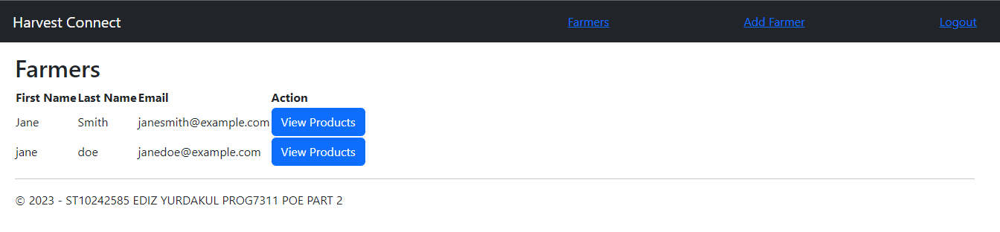 Harvest Connect Farmers Add Farmer Logout
Farmers
First Name Last Name Email Action
Jane Smith janesmith@example.com View Products
jane doe janedoe@example.com View Products
© 2023 - ST10242585 EDIZ YURDAKUL PROG7311 POE PART 2